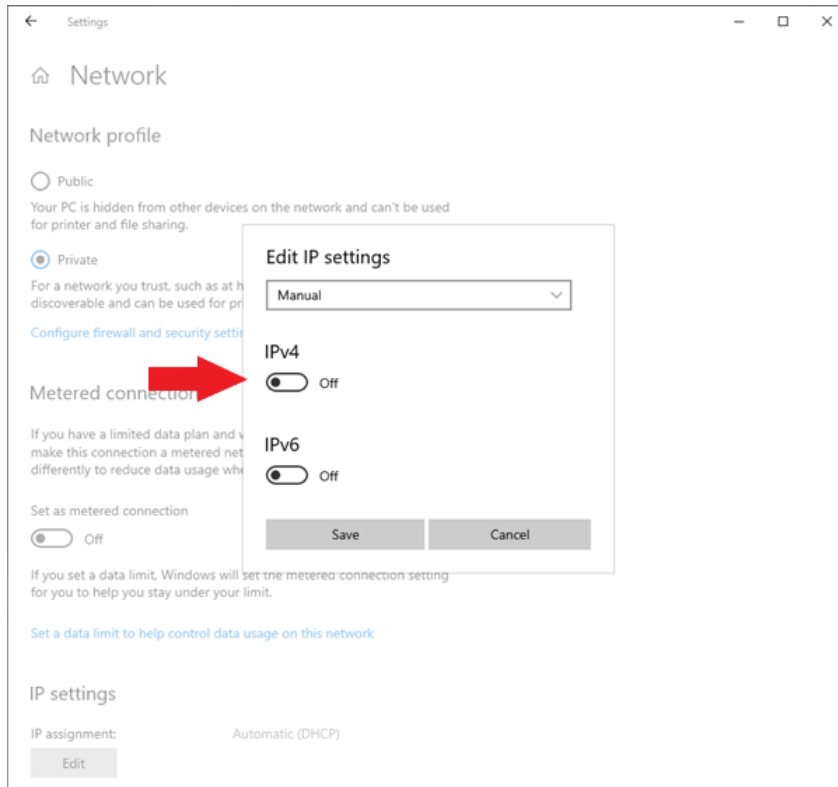 Settings
Network
Network profile
Public
Your PC is hidden from other devices on the network and can't be used
for printer and file sharing.
Private
For a network you trust, such as at h
discoverable and can be used for pr
Configure firewall and security settin
Metered connection
If you have a limited data plan and
make this connection a metered net
differently to reduce data usage whe
Set as metered connection
Off
If you set a data limit, Windows will set the metered connection setting
for you to help you stay under your limit.
Set a data limit to help control data usage on this network
IP settings
IP assignment:
Automatic (DHCP)
Edit
Edit IP settings
Manual
IPv4
Off
IPv6
Off
Save
Cancel